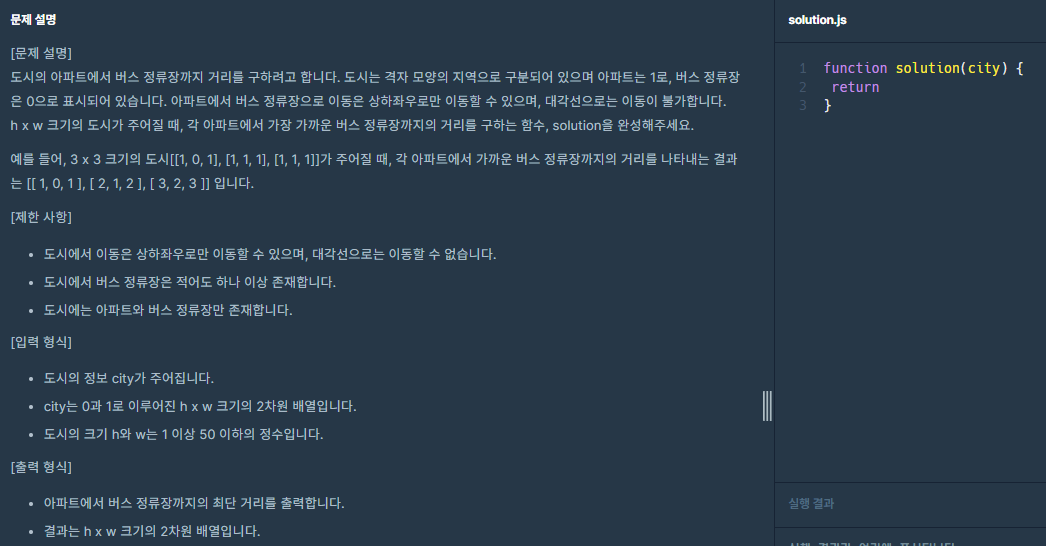 문제 설명
[문제 설명]
도시의 아파트에서 버스 정류장까지 거리를 구하려고 합니다. 도시는 격자 모양의 지역으로 구분되어 있으며 아파트는 1로, 버스 정류장
은 0으로 표시되어 있습니다. 아파트에서 버스 정류장으로 이동은 상하좌우로만 이동할 수 있으며, 대각선으로는 이동이 불가합니다.
h x w 크기의 도시가 주어질 때, 각 아파트에서 가장 가까운 버스 정류장까지의 거리를 구하는 함수, solution을 완성해주세요.
예를 들어, 3 x 3 크기의 도시[[1, 0, 1], [1, 1, 1], [1, 1, 1]]가 주어질 때, 각 아파트에서 가까운 버스 정류장까지의 거리를 나타내는 결과
는 [[ 1, 0, 1 ], [ 2, 1, 2 ], [ 3, 2, 3 ]] 입니다.
[제한 사항]
• 도시에서 이동은 상하좌우로만 이동할 수 있으며, 대각선으로는 이동할 수 없습니다.
• 도시에서 버스 정류장은 적어도 하나 이상 존재합니다.
• 도시에는 아파트와 버스 정류장만 존재합니다.
[입력 형식]
• 도시의 정보 city가 주어집니다.
• city는 0과 1로 이루어진 h x w 크기의 2차원 배열입니다.
• 도시의 크기 h와 w는 1 이상 50 이하의 정수입니다.
[출력 형식]
• 아파트에서 버스 정류장까지의 최단 거리를 출력합니다.
• 결과는 h x w 크기의 2차원 배열입니다.
solution.js
1 function solution(city) {
2 return
3 }
실행 결과